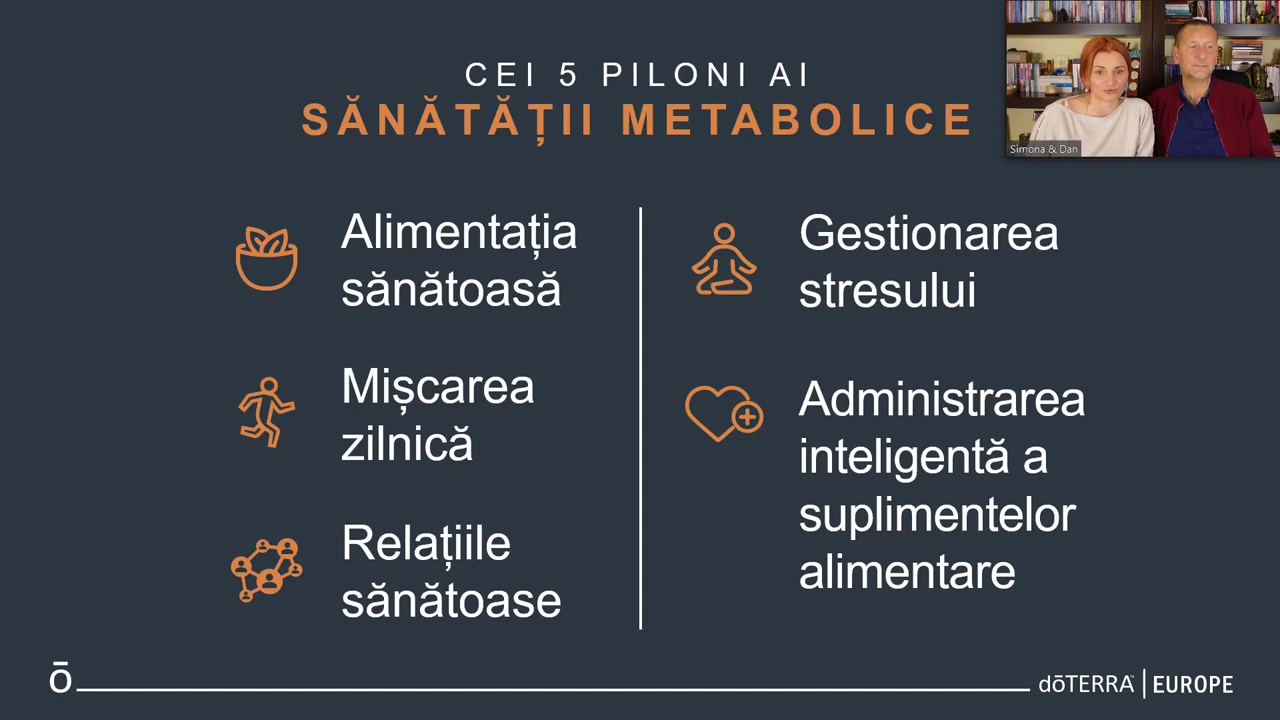 CEI 5 PILONI AI
SĂNĂTĂȚII METABOLICE
Simona & Dan
Alimentația
sănătoasă
Mișcarea
zilnică
Relațiile
sănătoase
Gestionarea
stresului
Administrarea
inteligentă a
suplimentelor
alimentare
ō
dōTERRA | EUROPE